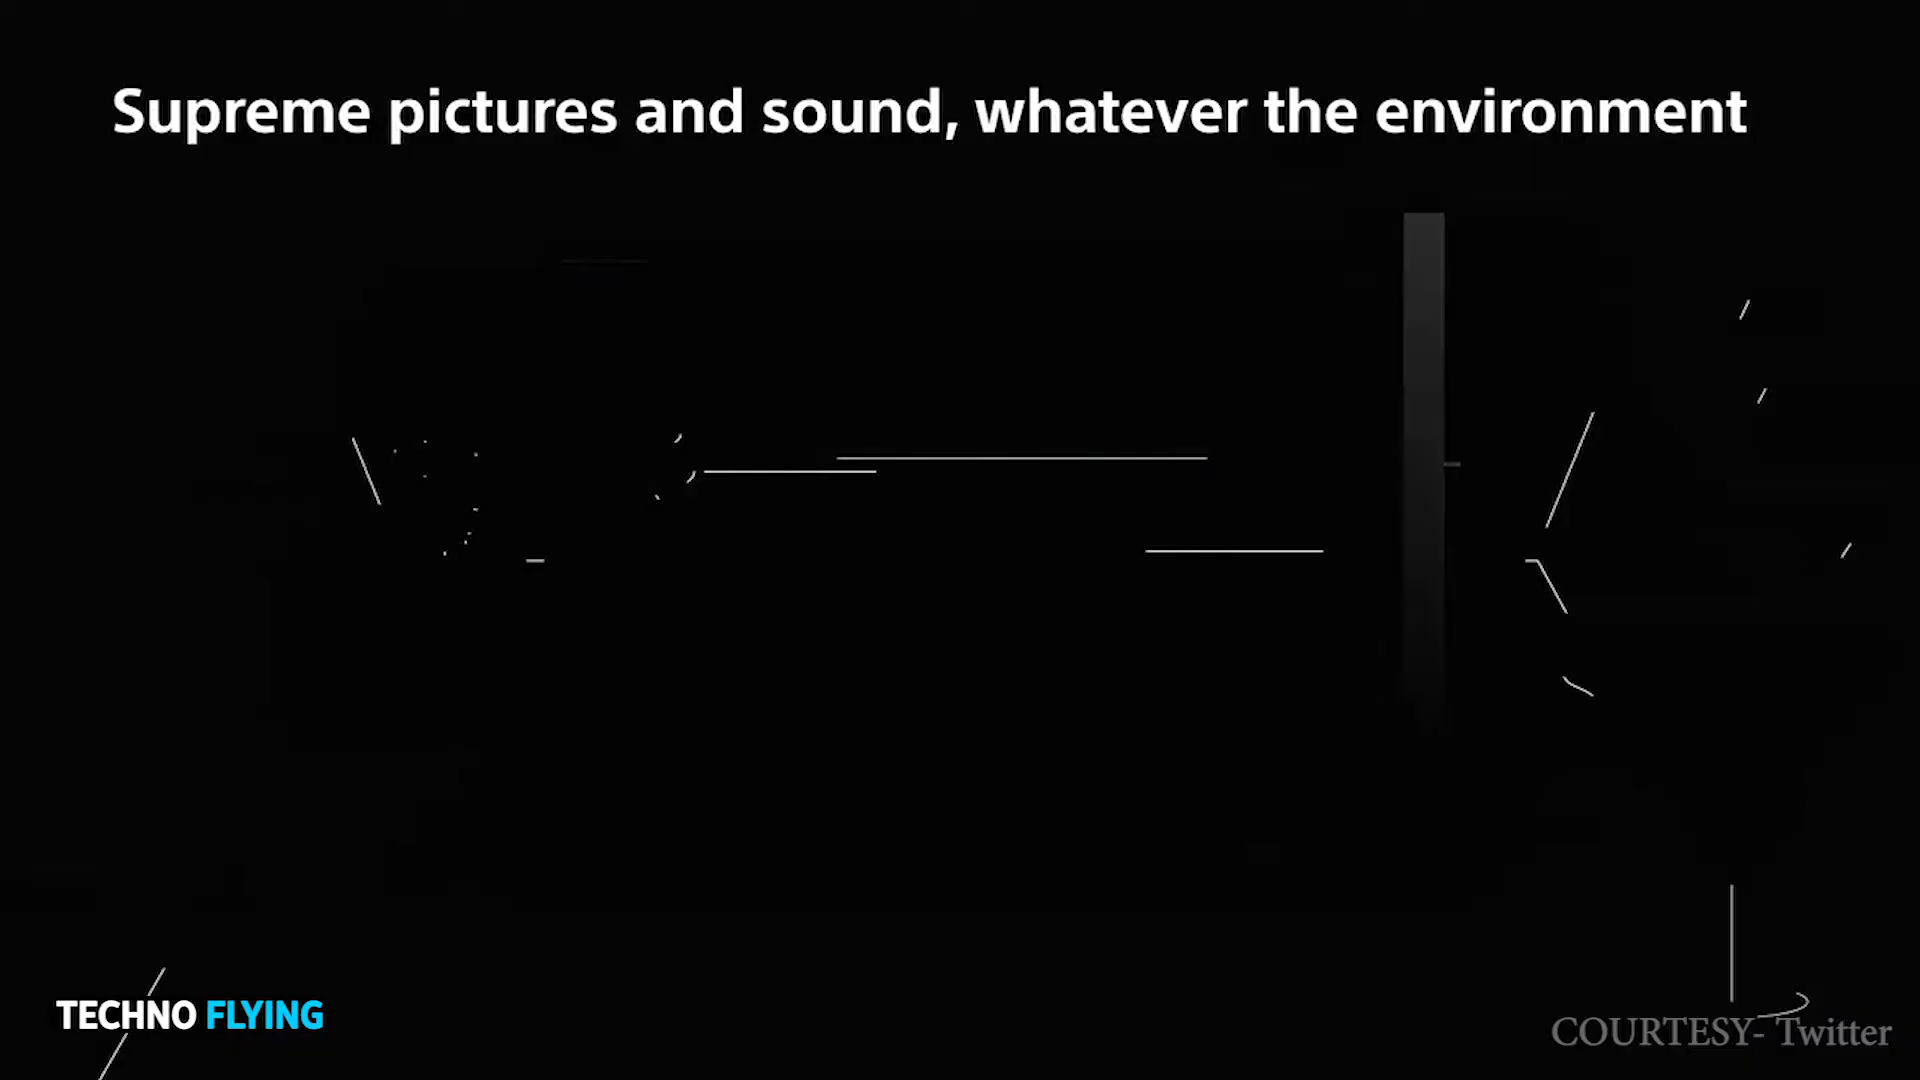 Supreme pictures and sound, whatever the environment
TECHNO FLYING
COURTESY- Twitter